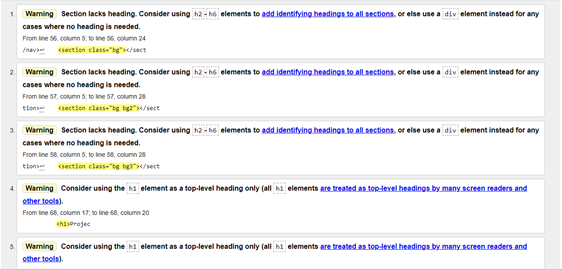 1. Warning Section lacks heading. Consider using h2-h6 elements to add identifying headings to all sections, or else use a div element instead for any
cases where no heading is needed.
From line 56, column 5; to line 56, column 24
/nav>↩ <section class="bg"></sect
2. Warning Section lacks heading. Consider using h2-h6 elements to add identifying headings to all sections, or else use a div element instead for any
cases where no heading is needed.
From line 57, column 5; to line 57, column 28
tion>↩ <section class="bg bg2"></sect
3. Warning Section lacks heading. Consider using h2-h6 elements to add identifying headings to all sections, or else use a div element instead for any
cases where no heading is needed.
From line 58, column 5; to line 58, column 28
tion>↩ <section class="bg bg3"></sect
4. Warning Consider using the h1 element as a top-level heading only (all h1 elements are treated as top-level headings by many screen readers and
other tools).
From line 68, column 17; to line 68, column 20
<h1>Projec
5. Warning Consider using the h1 element as a top-level heading only (all h1 elements are treated as top-level headings by many screen readers and
other tools).